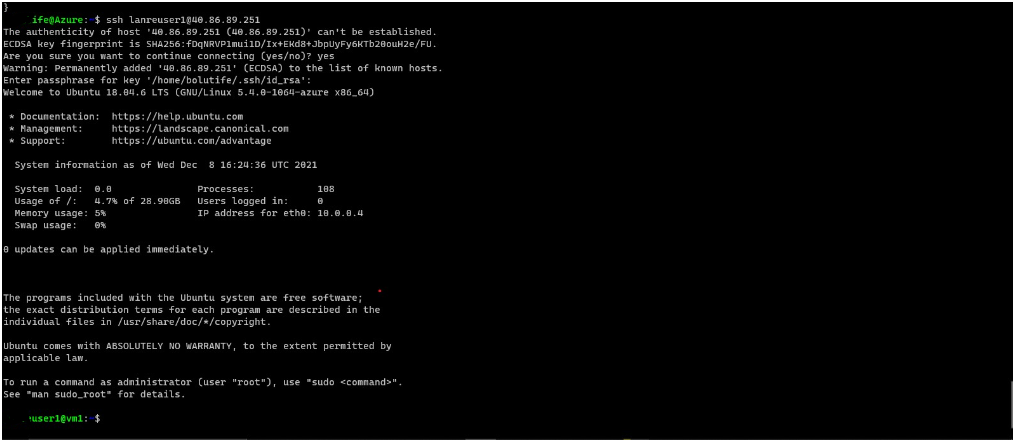 }
ife@Azure:~$ ssh lanreuser1@40.86.89.251
The authenticity of host '40.86.89.251 (40.86.89.251)' can't be established.
ECDSA key fingerprint is SHA256:fDqNRVP1mui1D/Ix+EKd8+JbpUyFy6KTb20ouH2e/FU.
Are you sure you want to continue connecting (yes/no)? yes
Warning: Permanently added '40.86.89.251' (ECDSA) to the list of known hosts.
Enter passphrase for key '/home/bolutife/.ssh/id_rsa':
Welcome to Ubuntu 18.04.6 LTS (GNU/Linux 5.4.0-1064-azure x86_64)
* Documentation:  https://help.ubuntu.com
* Management:     https://landscape.canonical.com
* Support:        https://ubuntu.com/advantage
System information as of Wed Dec  8 16:24:36 UTC 2021
System load:  0.0               Processes:           108
Usage of /:   4.7% of 28.90GB   Users logged in:     0
Memory usage: 5%                IP address for eth0: 10.0.0.4
Swap usage:   0%
0 updates can be applied immediately.
The programs included with the Ubuntu system are free software;
the exact distribution terms for each program are described in the
individual files in /usr/share/doc/*/copyright.
Ubuntu comes with ABSOLUTELY NO WARRANTY, to the extent permitted by
applicable law.
To run a command as administrator (user "root"), use "sudo <command>".
See "man sudo_root" for details.
user1@vm1:~$